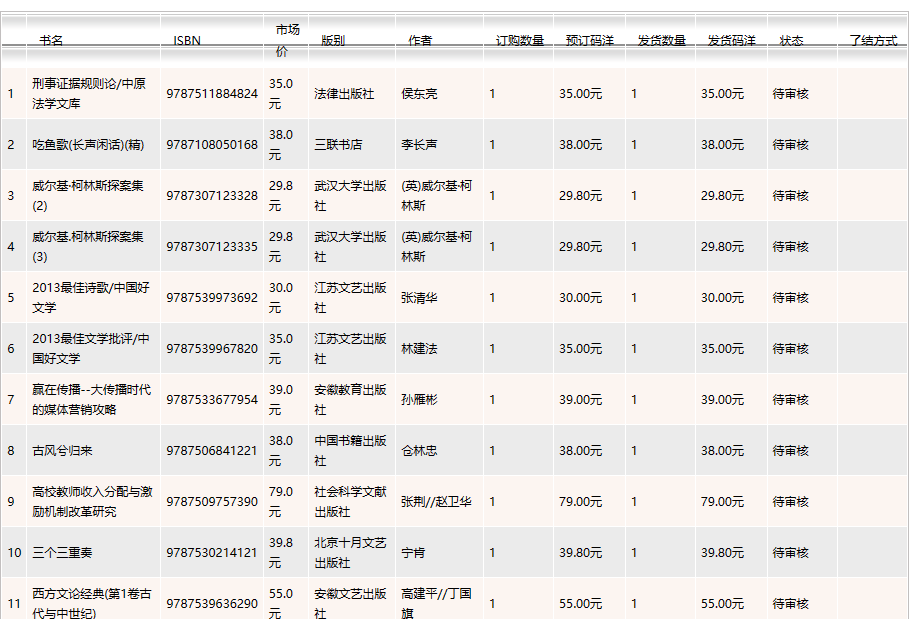 书名 ISBN 市场价 版别 作者 订购数量 预订码洋 发货数量 发货码洋 状态 了结方式
1 刑事证据规则论/中原法学文库 9787511884824 35.0元 法律出版社 侯东亮 1 35.00元 1 35.00元 待审核
2 吃鱼歌(长声闲话)(精) 9787108050168 38.0元 三联书店 李长声 1 38.00元 1 38.00元 待审核
3 威尔基·柯林斯探案集(2) 9787307123328 29.8元 武汉大学出版社 (英)威尔基·柯林斯 1 29.80元 1 29.80元 待审核
4 威尔基.柯林斯探案集(3) 9787307123335 29.8元 武汉大学出版社 (英)威尔基·柯林斯 1 29.80元 1 29.80元 待审核
5 2013最佳诗歌/中国好文学 9787539973692 30.0元 江苏文艺出版社 张清华 1 30.00元 1 30.00元 待审核
6 2013最佳文学批评/中国好文学 9787539967820 35.0元 江苏文艺出版社 林建法 1 35.00元 1 35.00元 待审核
7 赢在传播--大传播时代的媒体营销攻略 9787533677954 39.0元 安徽教育出版社 孙雁彬 1 39.00元 1 39.00元 待审核
8 古风兮归来 9787506841221 38.0元 中国书籍出版社 仓林忠 1 38.00元 1 38.00元 待审核
9 高校教师收入分配与激励机制改革研究 9787509757390 79.0元 社会科学文献出版社 张荆//赵卫华 1 79.00元 1 79.00元 待审核
10 三个三重奏 9787530214121 39.8元 北京十月文艺出版社 宁肯 1 39.80元 1 39.80元 待审核
11 西方文论经典(第1卷古代与中世纪) 9787539636290 55.0元 安徽文艺出版社 高建平//丁国旗 1 55.00元 1 55.00元 待审核